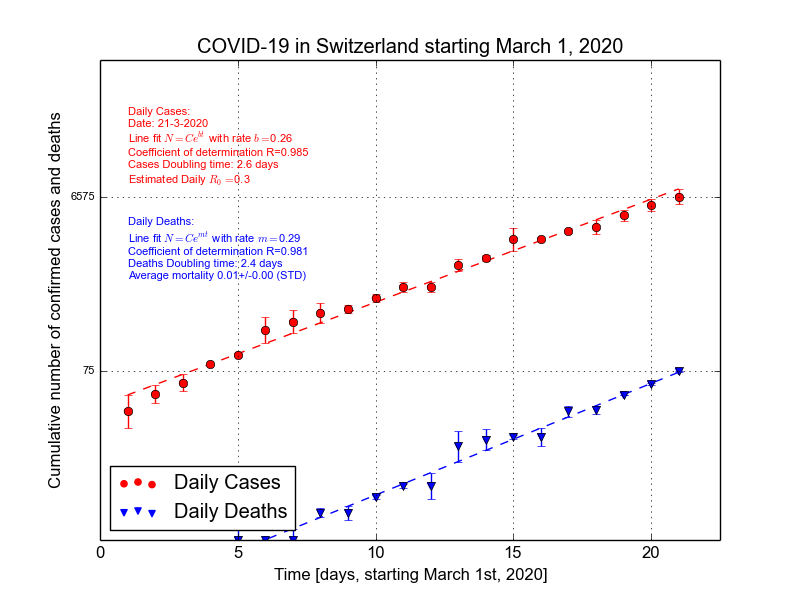 COVID-19 in Switzerland starting March 1, 2020
Cumulative number of confirmed cases and deaths
6575
75
Daily Cases:
Date: 21-3-2020
Line fit N=Ce^{bt} with rate b=0.26
Coefficient of determination R=0.985
Cases Doubling time: 2.6 days
Estimated Daily R_0=0.3
Daily Deaths:
Line fit N=Ce^{mt} with rate m=0.29
Coefficient of determination R=0.981
Deaths Doubling time: 2.4 days
Average mortality 0.01+/-0.00 (STD)
Daily Cases
Daily Deaths
0 5 10 15 20
Time [days, starting March 1st, 2020]